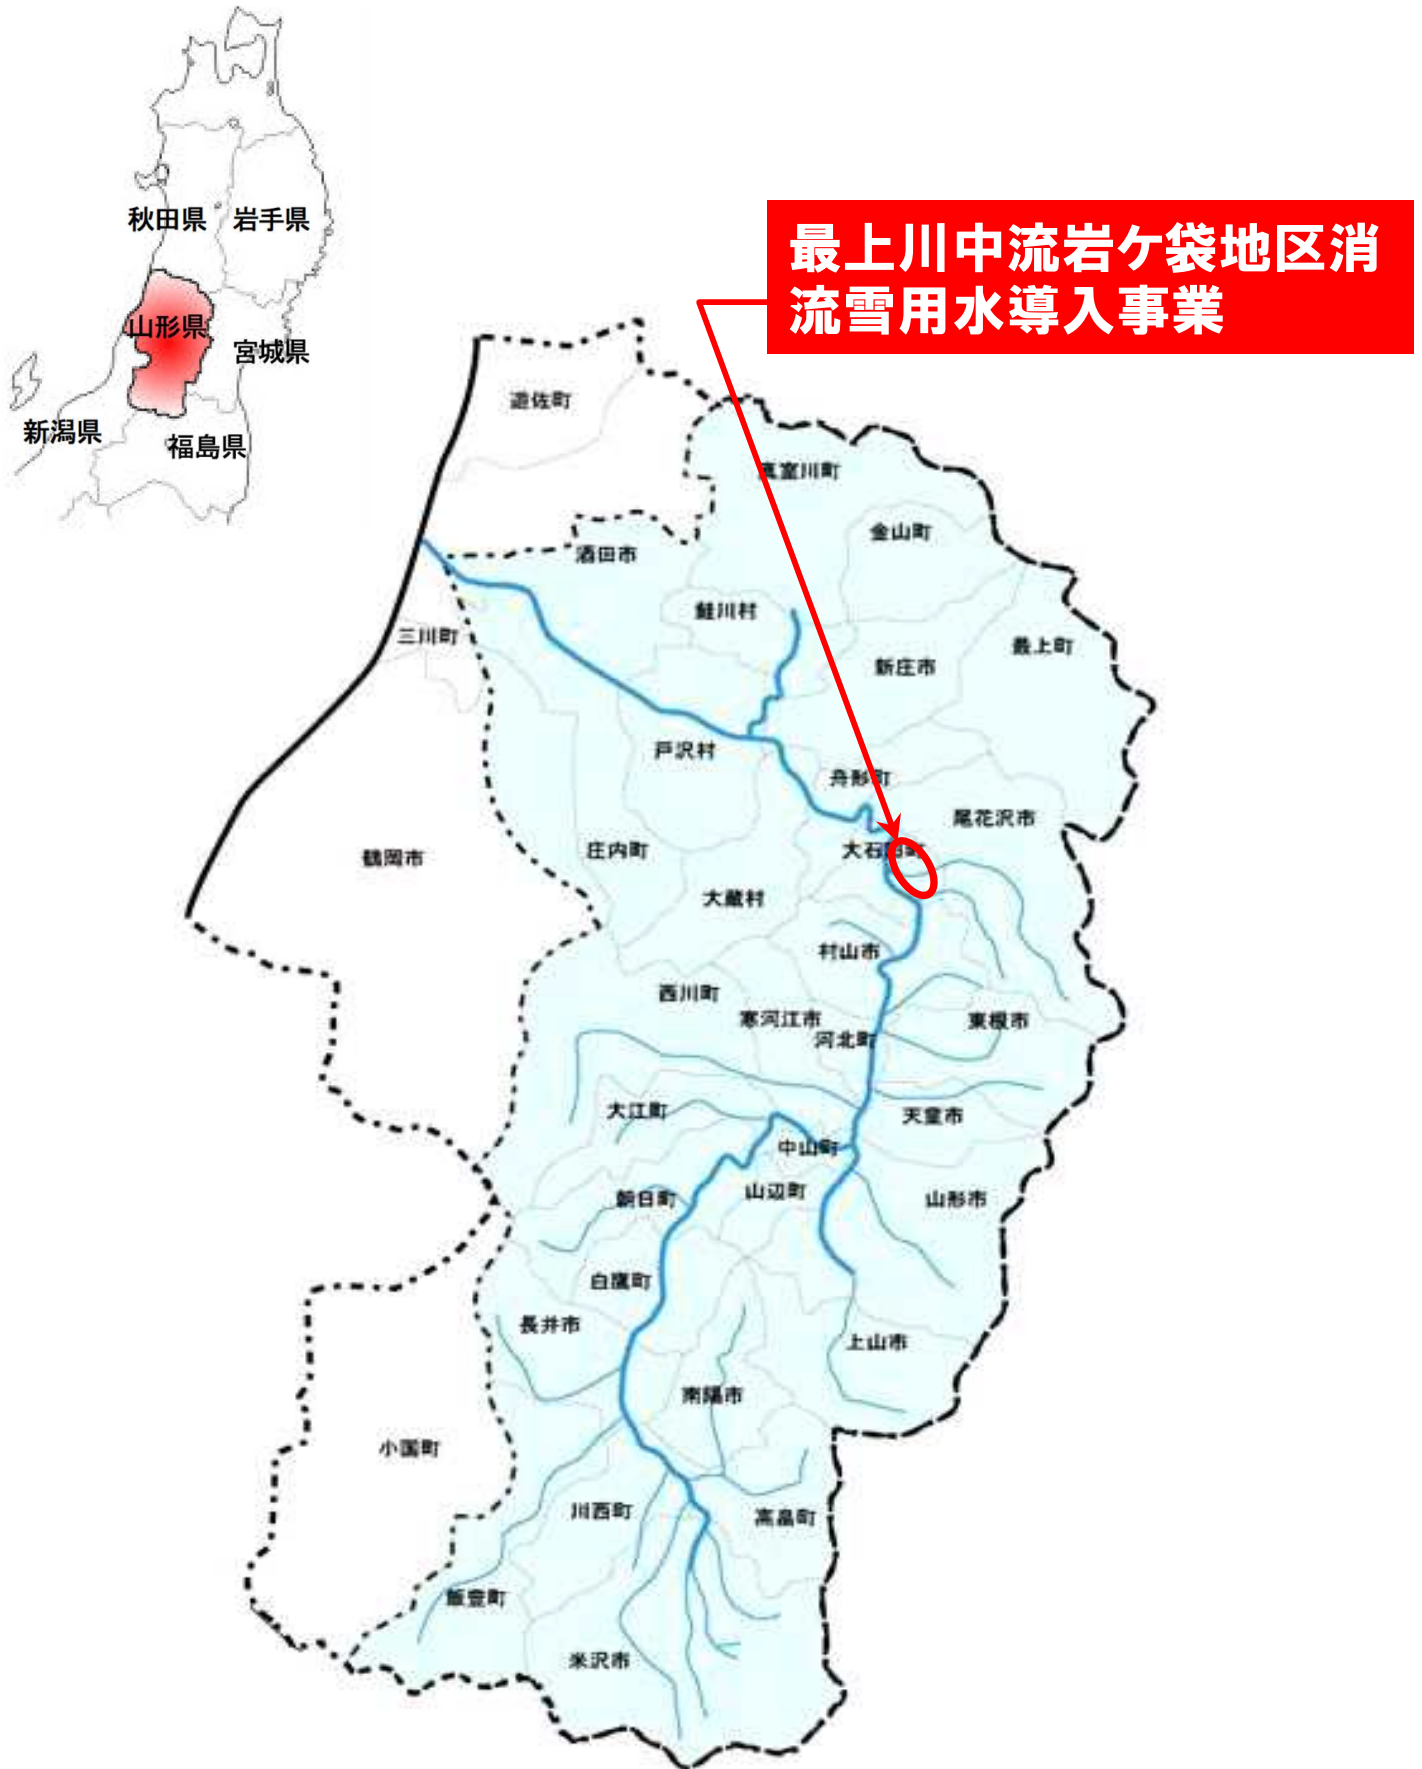 秋田県
岩手県
山形県
宮城県
新潟県
福島県
最上川中流岩ケ袋地区消
流雪用水導入事業
遊佐町
真室川町
金山町
酒田市
鮭川村
三川町
最上町
新庄市
戸沢村
舟形町
尾花沢市
庄内町
大石田町
鶴岡市
大蔵村
村山市
西川町
寒河江市
東根市
河北町
大江町
天童市
中山町
山辺町
朝日町
山形市
白鷹町
長井市
上山市
南陽市
小国町
川西町
高畠町
飯豊町
米沢市